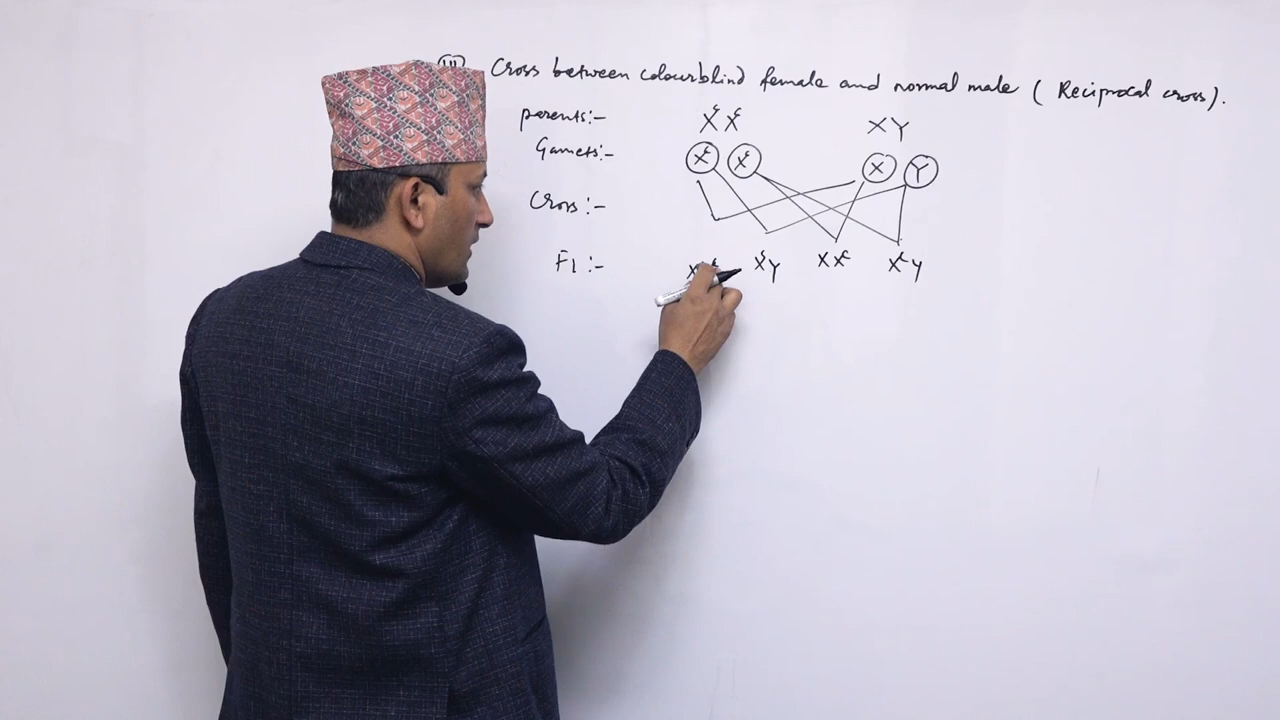 (III) Cross between colourblind female and normal male ( Reciprocal cross).
parents:- XᶜXᶜ XY
Gamets:- Xᶜ Xᶜ X Y
Cross:-
F1:- XᶜY XXᶜ XᶜY